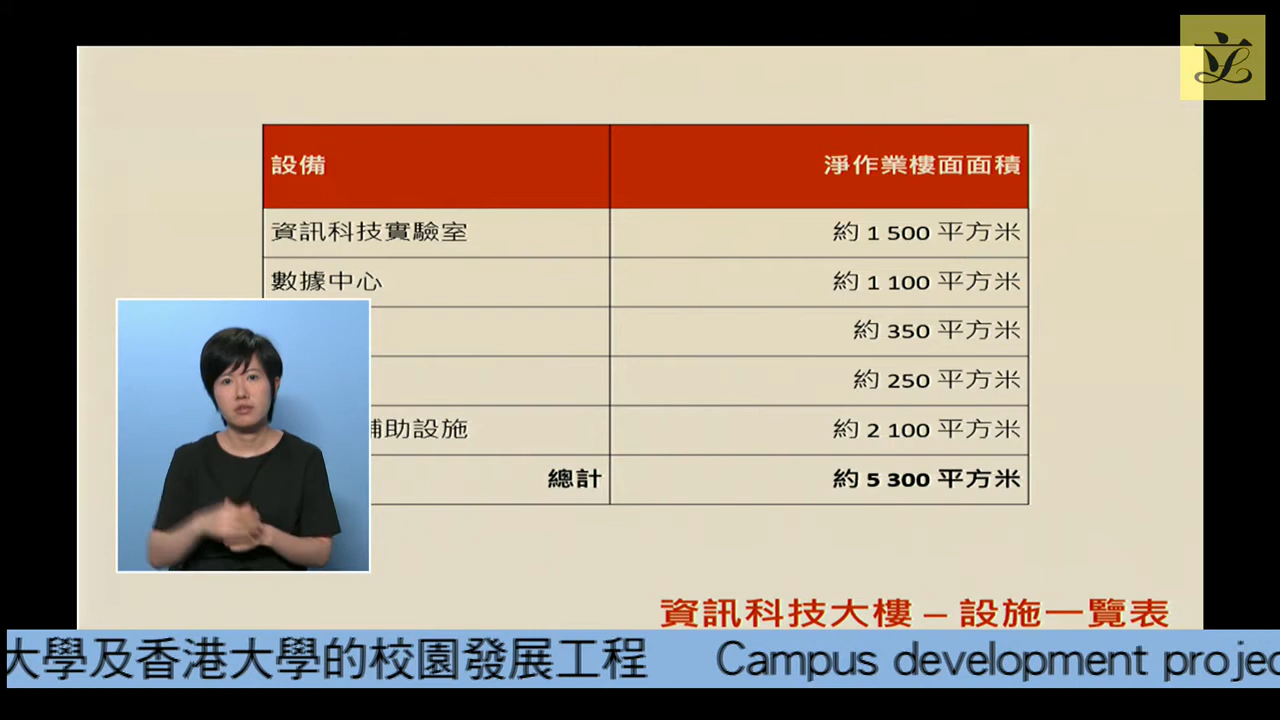 設備 淨作業樓面面積
資訊科技實驗室 約 1 500 平方米
數據中心 約 1 100 平方米
約 350 平方米
約 250 平方米
輔助設施 約 2 100 平方米
總計 約 5 300 平方米
資訊科技大樓 – 設施一覽表
大學及香港大學的校園發展工程 Campus development projec